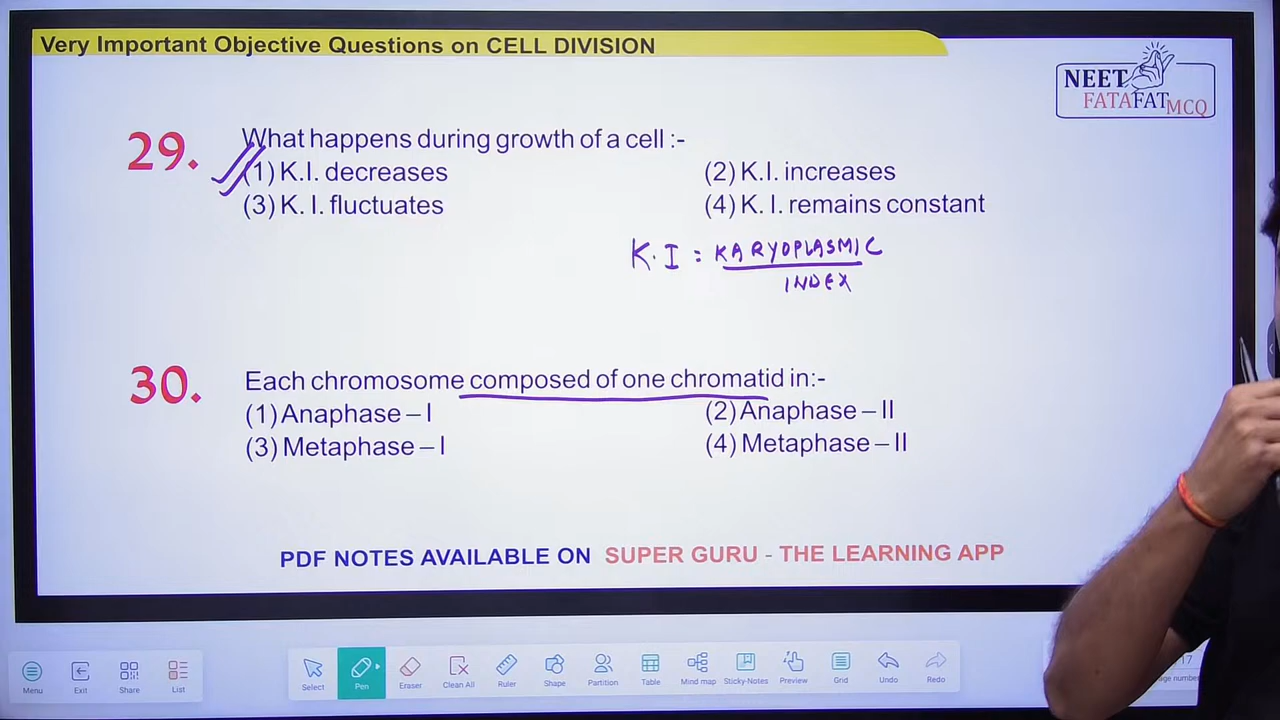 Very Important Objective Questions on CELL DIVISION
NEET
FATAFAT MCQ
29. What happens during growth of a cell :-
(1) K.I. decreases (2) K.I. increases
(3) K. I. fluctuates (4) K. I. remains constant
K.I = KARYOPLASMIC
INDEX
30. Each chromosome composed of one chromatid in:-
(1) Anaphase – I (2) Anaphase – II
(3) Metaphase – I (4) Metaphase – II
PDF NOTES AVAILABLE ON SUPER GURU - THE LEARNING APP
Menu Exit Share List Select Pen Eraser Clean All Ruler Shape Partition Table Mind map Sticky-Notes Preview Grid Undo Redo